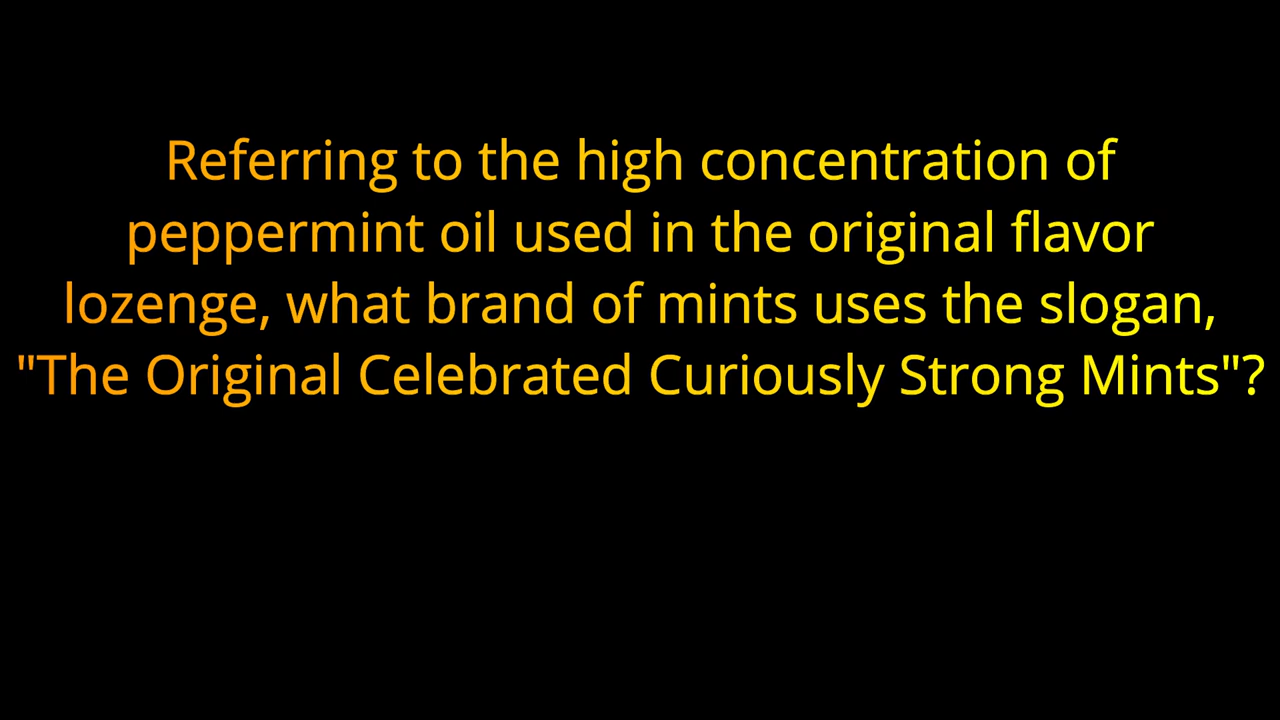 Referring to the high concentration of
peppermint oil used in the original flavor
lozenge, what brand of mints uses the slogan,
"The Original Celebrated Curiously Strong Mints"?